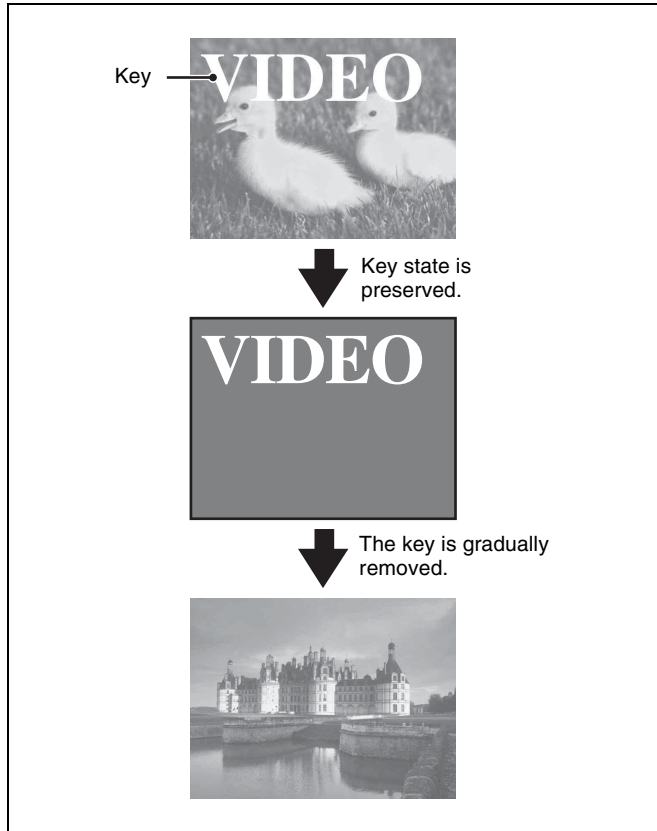 Key
VIDEO
Key state is
preserved.
VIDEO
The key is gradually
removed.